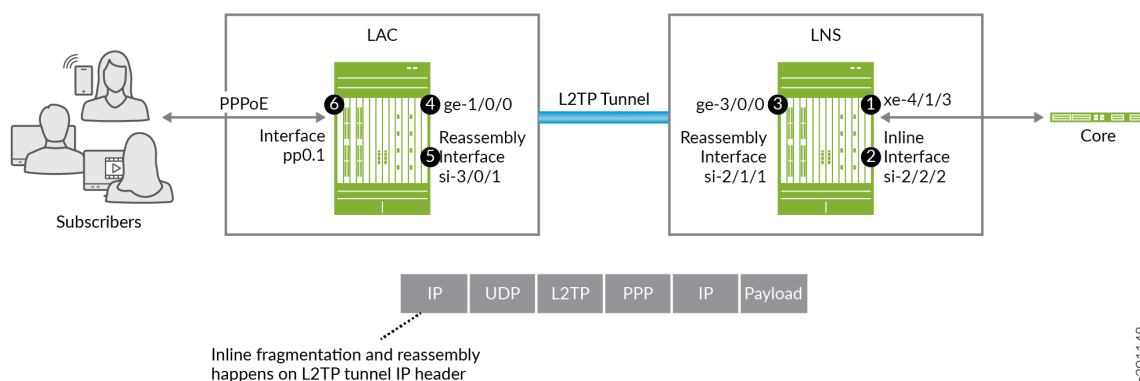 LAC
LNS
PPPoE
6
4
ge-1/0/0
L2TP Tunnel
ge-3/0/0
3
1
xe-4/1/3
Interface
pp0.1
Reassembly
5
Interface
si-3/0/1
Reassembly
Interface
si-2/1/1
Inline
2
Interface
si-2/2/2
Core
Subscribers
IP
UDP
L2TP
PPP
IP
Payload
Inline fragmentation and reassembly
happens on L2TP tunnel IP header